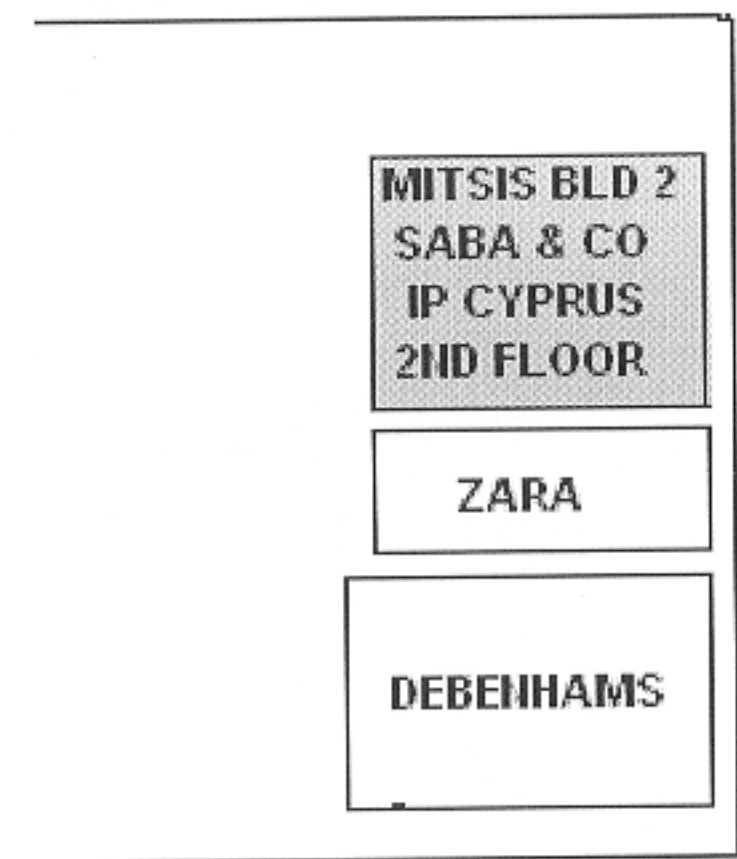 MITSIS BLD 2
SABA & CO
IP CYPRUS
2ND FLOOR
ZARA
DEBENHAMS